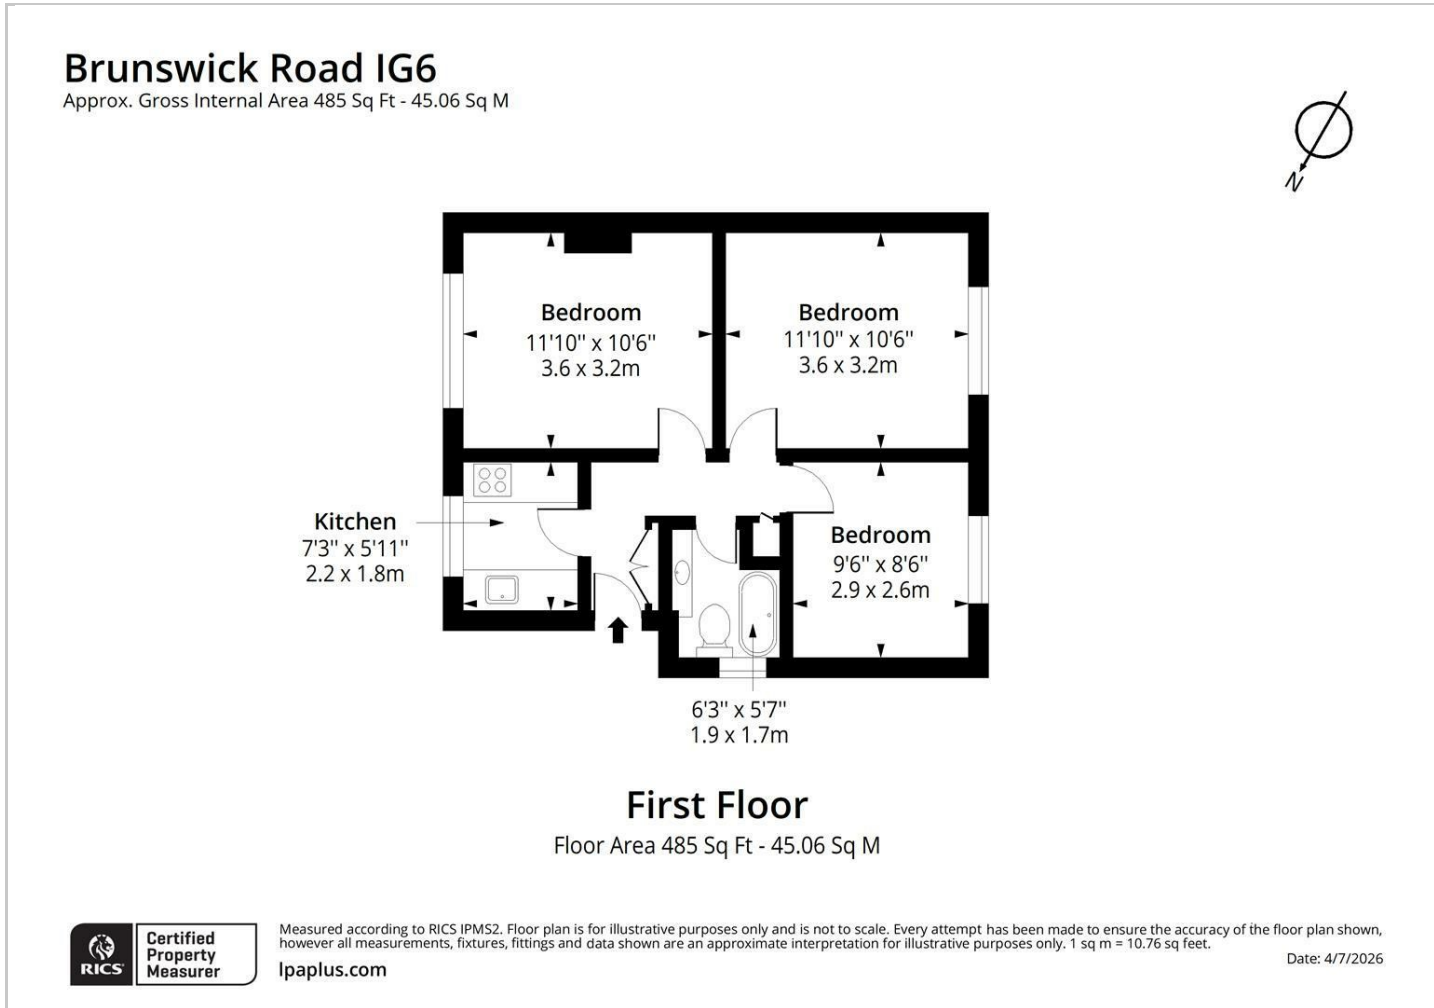 Brunswick Road IG6
Approx. Gross Internal Area 485 Sq Ft - 45.06 Sq M
N
Bedroom
11'10" x 10'6"
3.6 x 3.2m
Bedroom
11'10" x 10'6"
3.6 x 3.2m
Kitchen
7'3" x 5'11"
2.2 x 1.8m
Bedroom
9'6" x 8'6"
2.9 x 2.6m
6'3" x 5'7"
1.9 x 1.7m
First Floor
Floor Area 485 Sq Ft - 45.06 Sq M
RICS
Certified
Property
Measurer
Measured according to RICS IPMS2. Floor plan is for illustrative purposes only and is not to scale. Every attempt has been made to ensure the accuracy of the floor plan shown,
however all measurements, fixtures, fittings and data shown are an approximate interpretation for illustrative purposes only. 1 sq m = 10.76 sq feet.
lpaplus.com
Date: 4/7/2026